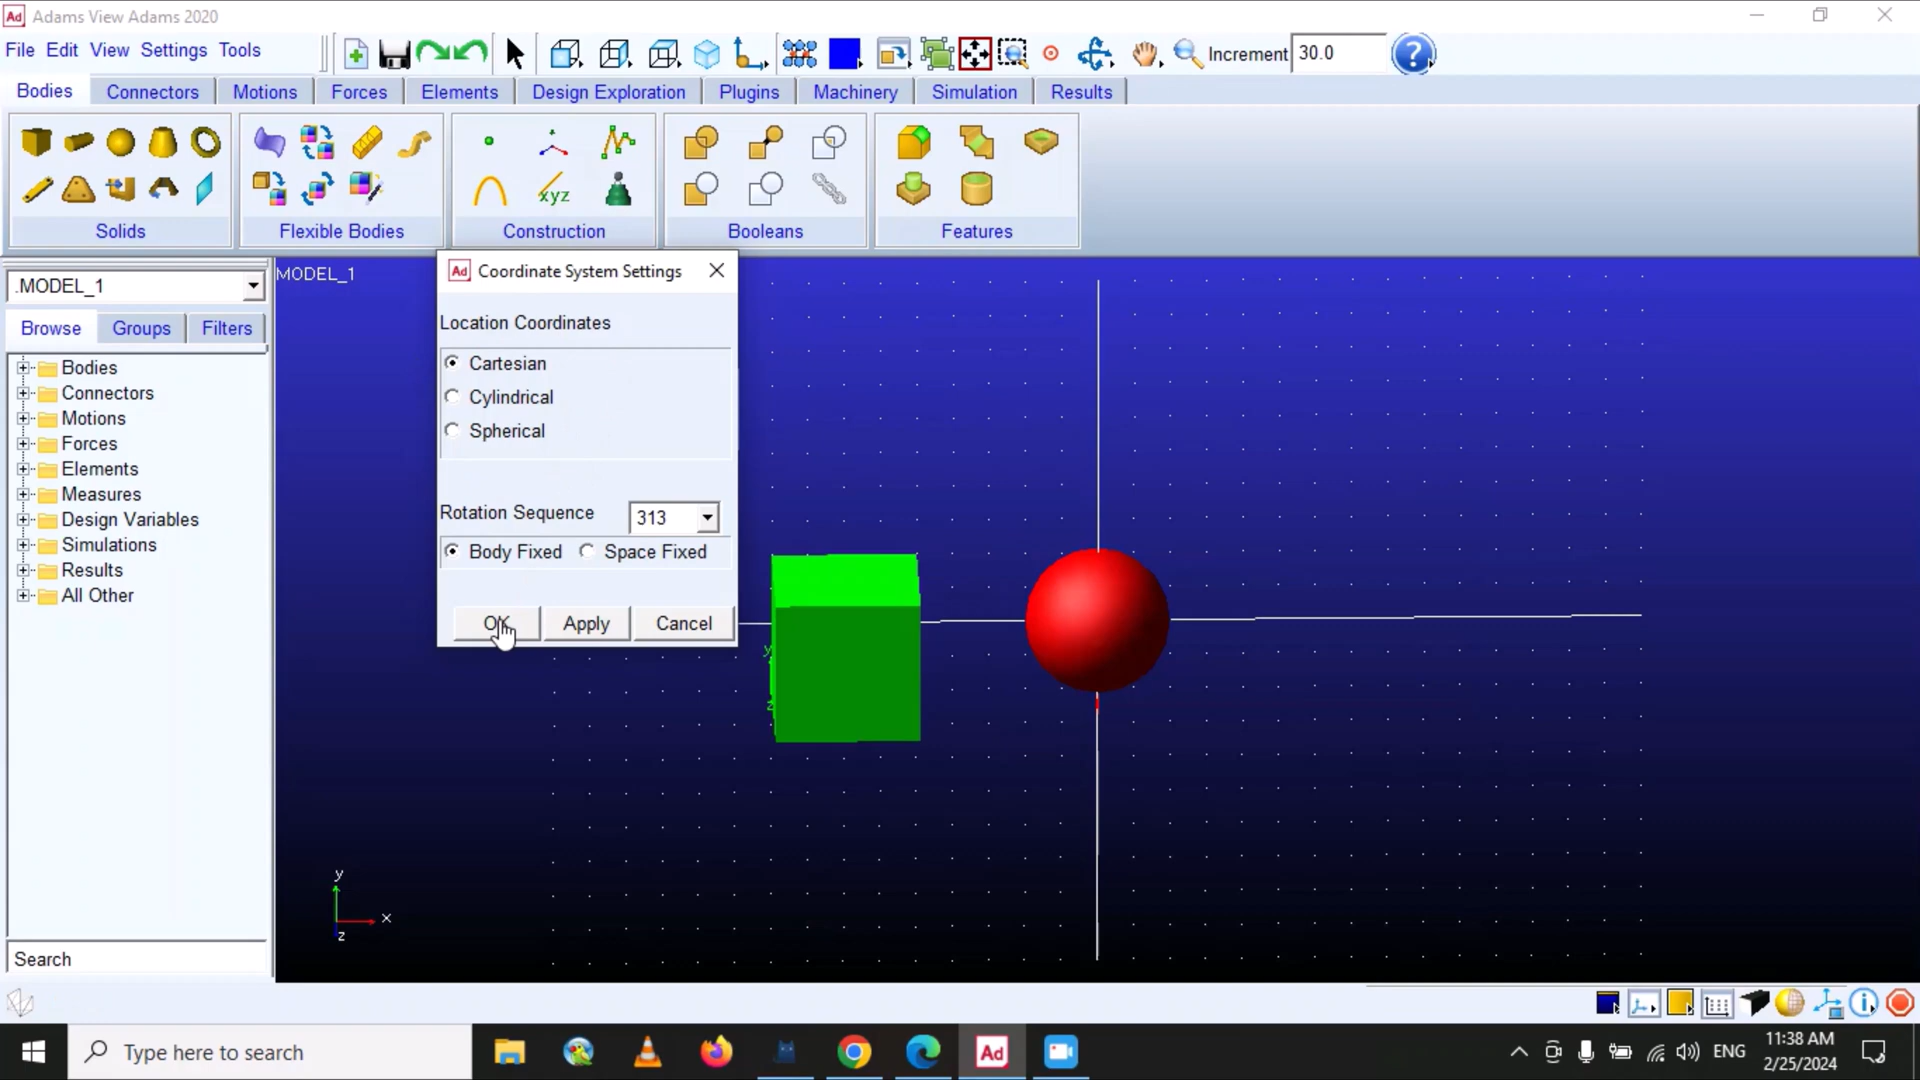 Ad Adams View Adams 2020
File Edit View Settings Tools
Increment 30.0 ?
Bodies Connectors Motions Forces Elements Design Exploration Plugins Machinery Simulation Results
xyz
Solids Flexible Bodies Construction Booleans Features
.MODEL_1
Browse Groups Filters
Bodies
Connectors
Motions
Forces
Elements
Measures
Design Variables
Simulations
Results
All Other
Search
MODEL_1
Ad Coordinate System Settings
Location Coordinates
Cartesian
Cylindrical
Spherical
Rotation Sequence 313
Body Fixed Space Fixed
OK Apply Cancel
y
z
y
x
z
Type here to search
Ad
ENG
11:38 AM
2/25/2024